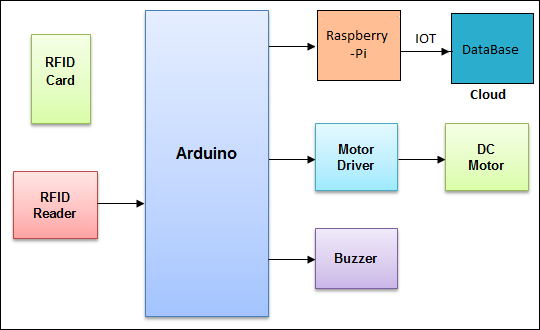 RFID
Card
RFID
Reader
Arduino
Raspberry
-Pi
IOT
DataBase
Cloud
Motor
Driver
DC
Motor
Buzzer